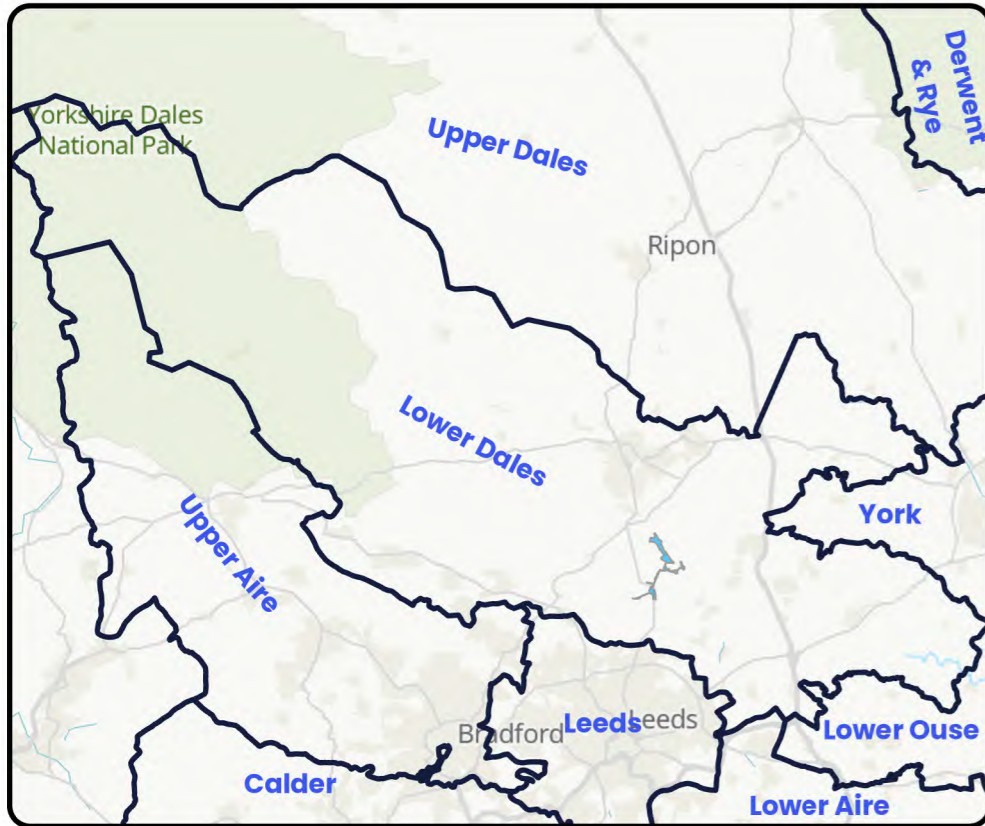 Derwent
& Rye
Yorkshire Dales
National Park
Upper Dales
Ripon
Lower Dales
Upper Aire
York
Bradford
Leeds
Leeds
Lower Ouse
Calder
Lower Aire